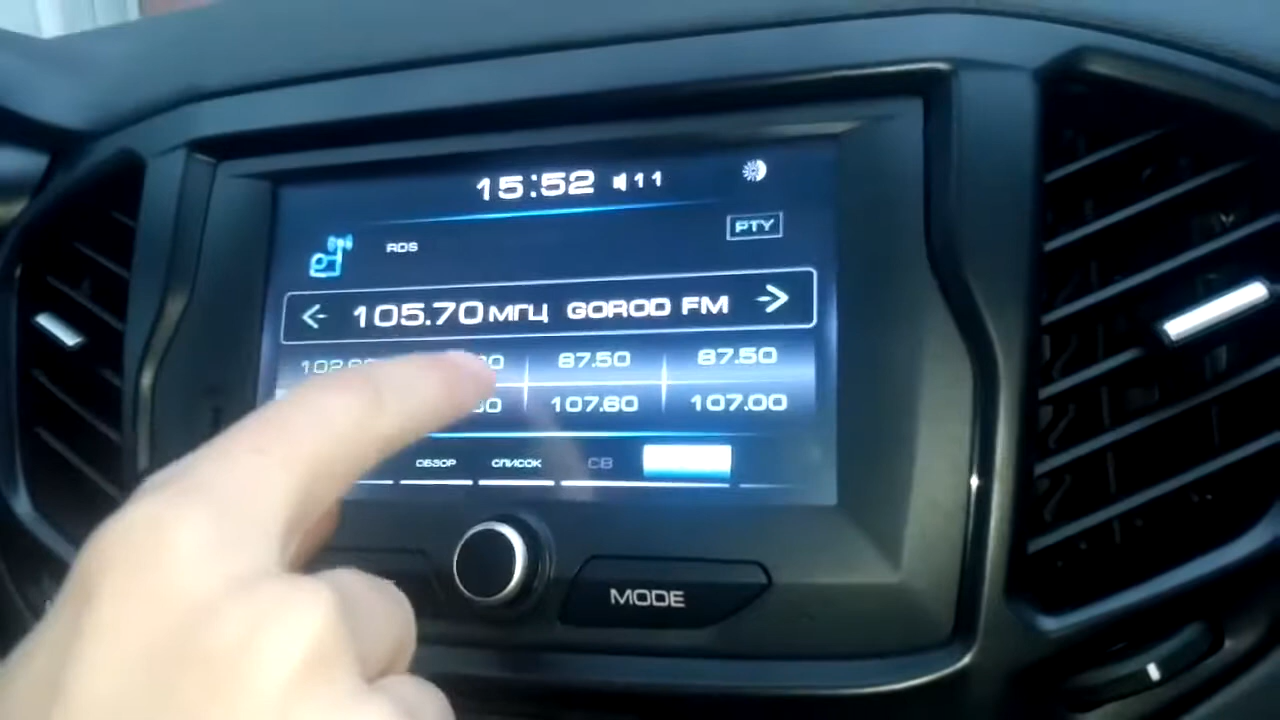 15:52 11
PTY
RDS
105.70 МГЦ GOROD FM
87.50 87.50
107.60 107.00
ОБЗОР СПИСОК СВ
MODE